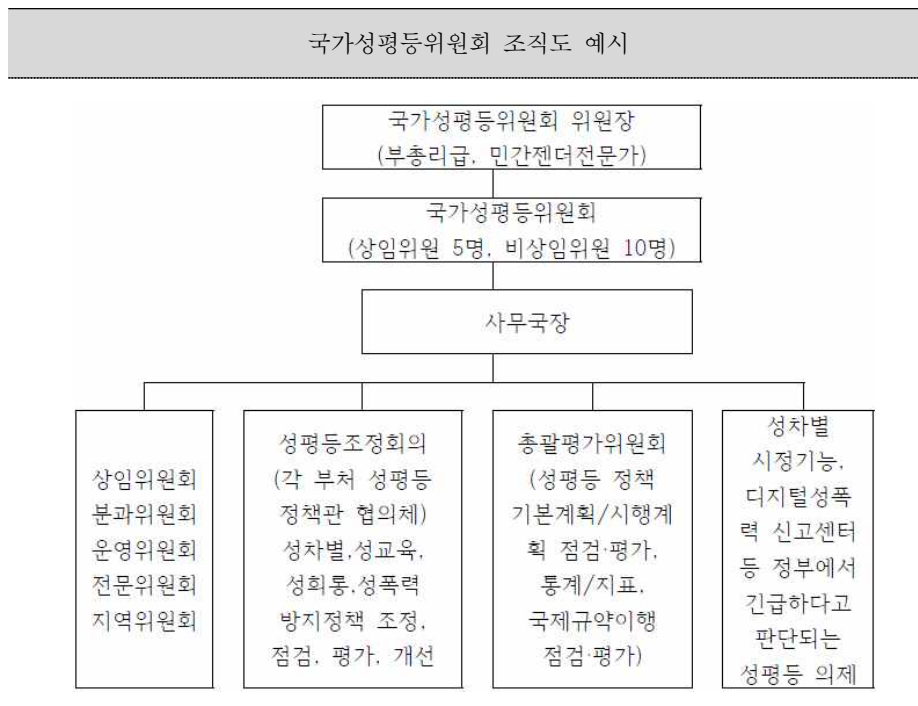 국가성평등위원회 조직도 예시
국가성평등위원회 위원장
(부총리급, 민간젠더전문가)
국가성평등위원회
(상임위원 5명, 비상임위원 10명)
사무국장
상임위원회
분과위원회
운영위원회
전문위원회
지역위원회
성평등조정회의
(각 부처 성평등
정책관 협의체)
성차별,성교육,
성희롱,성폭력
방지정책 조정,
점검, 평가, 개선
총괄평가위원회
(성평등 정책
기본계획/시행계
획 점검·평가,
통계/지표,
국제규약이행
점검·평가)
성차별
시정기능,
디지털성폭
력 신고센터
등 정부에서
긴급하다고
판단되는
성평등 의제